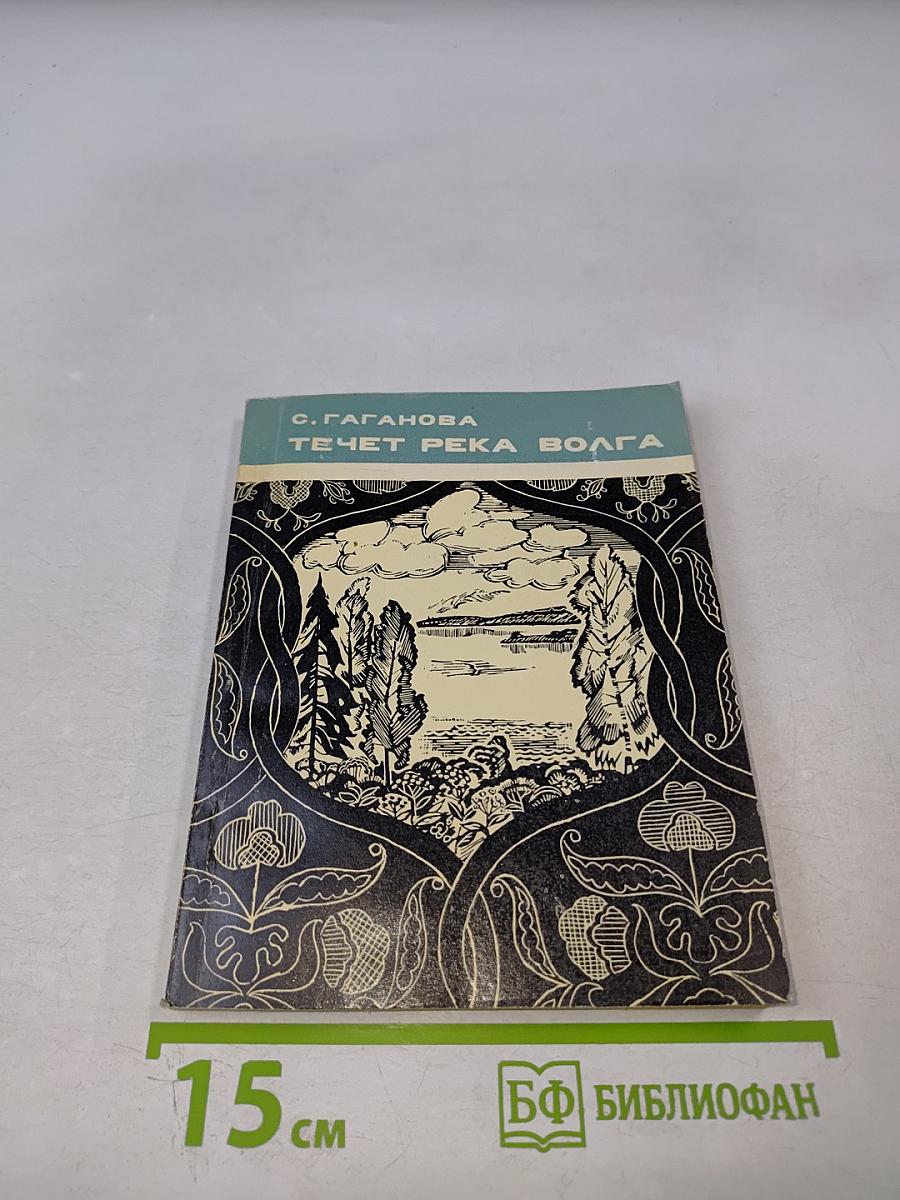 С. ГАГАНОВА
ТЕЧЕТ РЕКА ВОЛГА
15 см
БФ БИБЛИОФАН